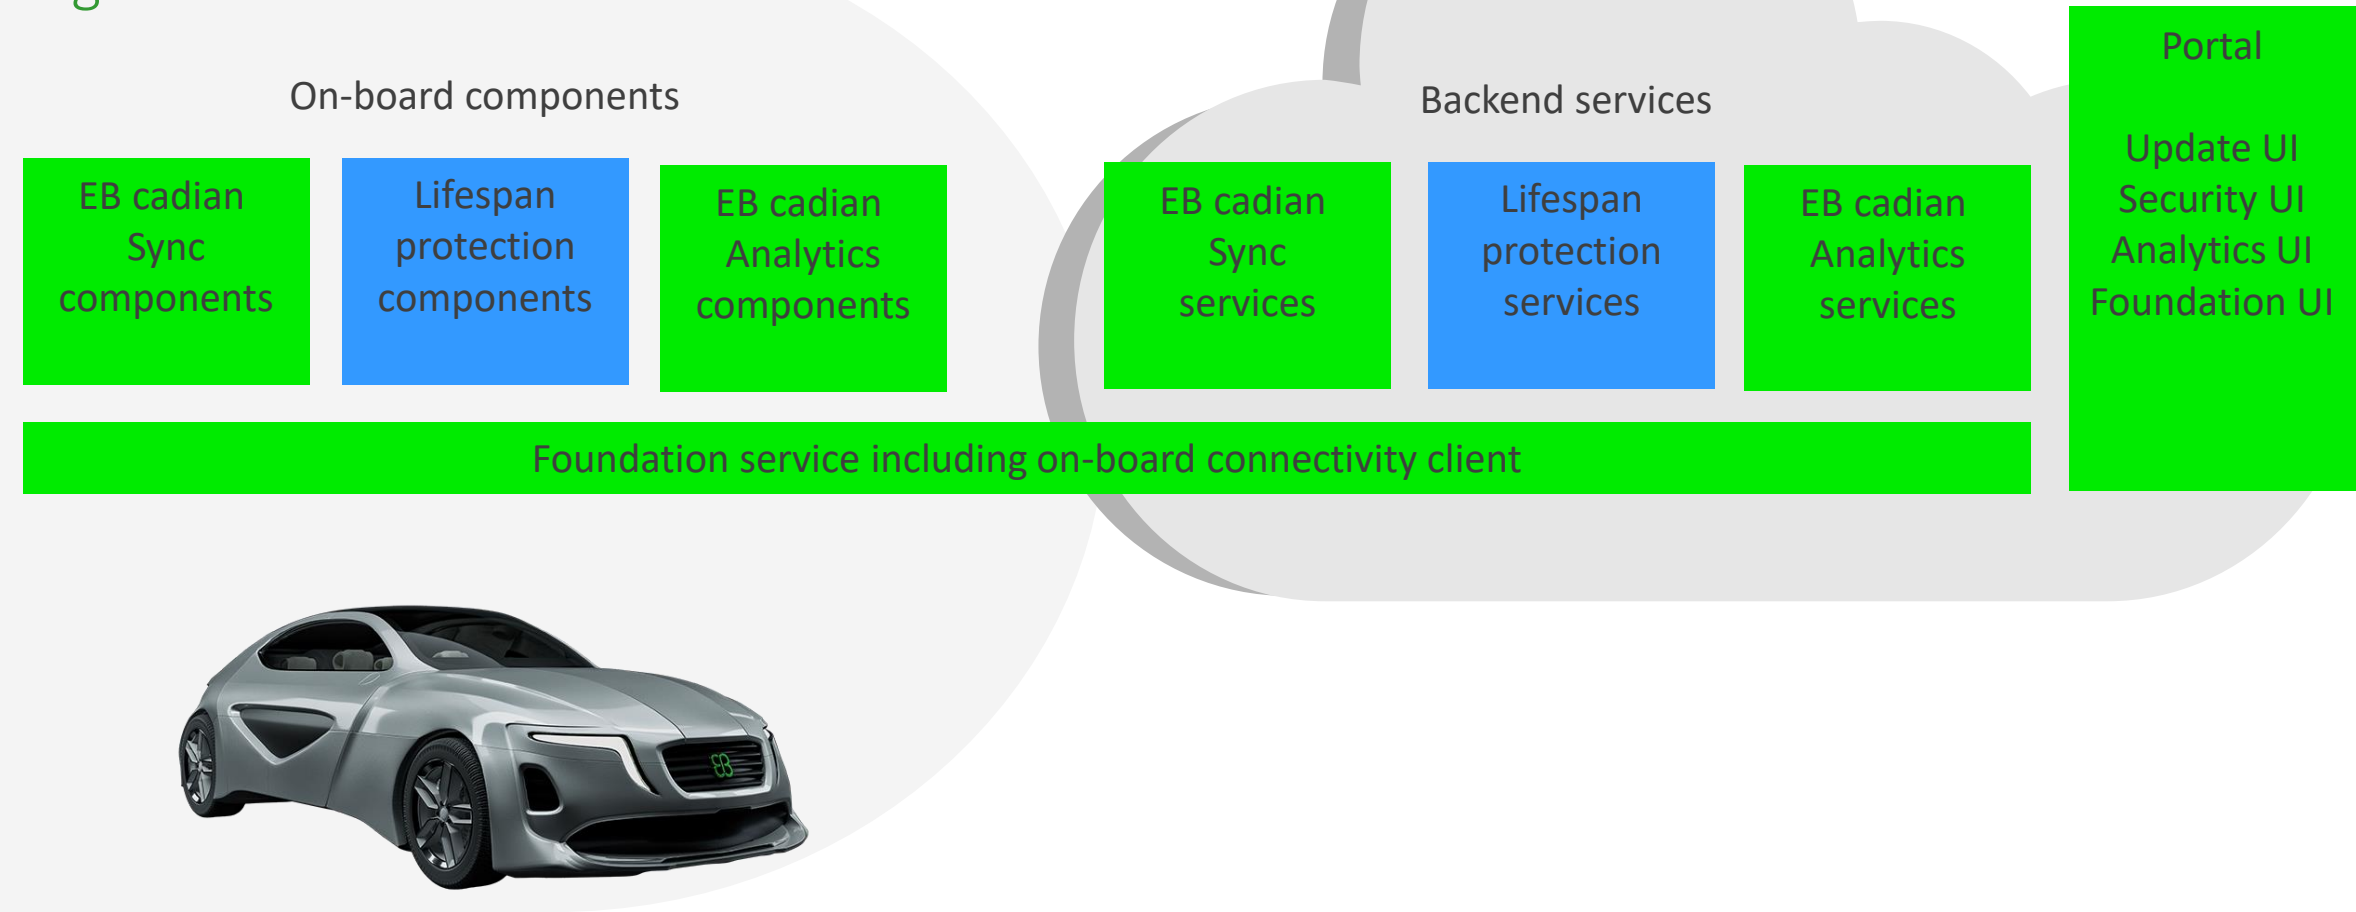 On-board components
EB cadian
Sync
components
Lifespan
protection
components
EB cadian
Analytics
components
Backend services
EB cadian
Sync
services
Lifespan
protection
services
EB cadian
Analytics
services
Portal
Update UI
Security UI
Analytics UI
Foundation UI
Foundation service including on-board connectivity client
EB